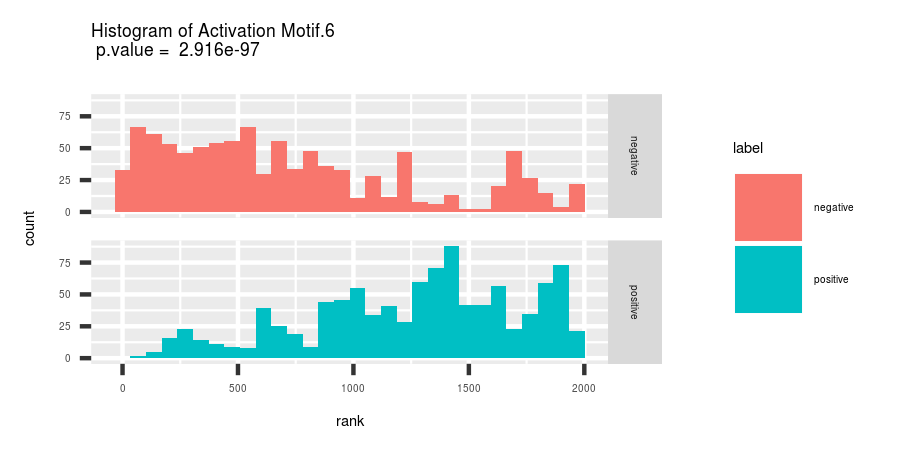 Histogram of Activation Motif.6
p.value = 2.916e-97
count
75
50
25
0
negative
75
50
25
0
positive
0 500 1000 1500 2000
rank
label
negative
positive